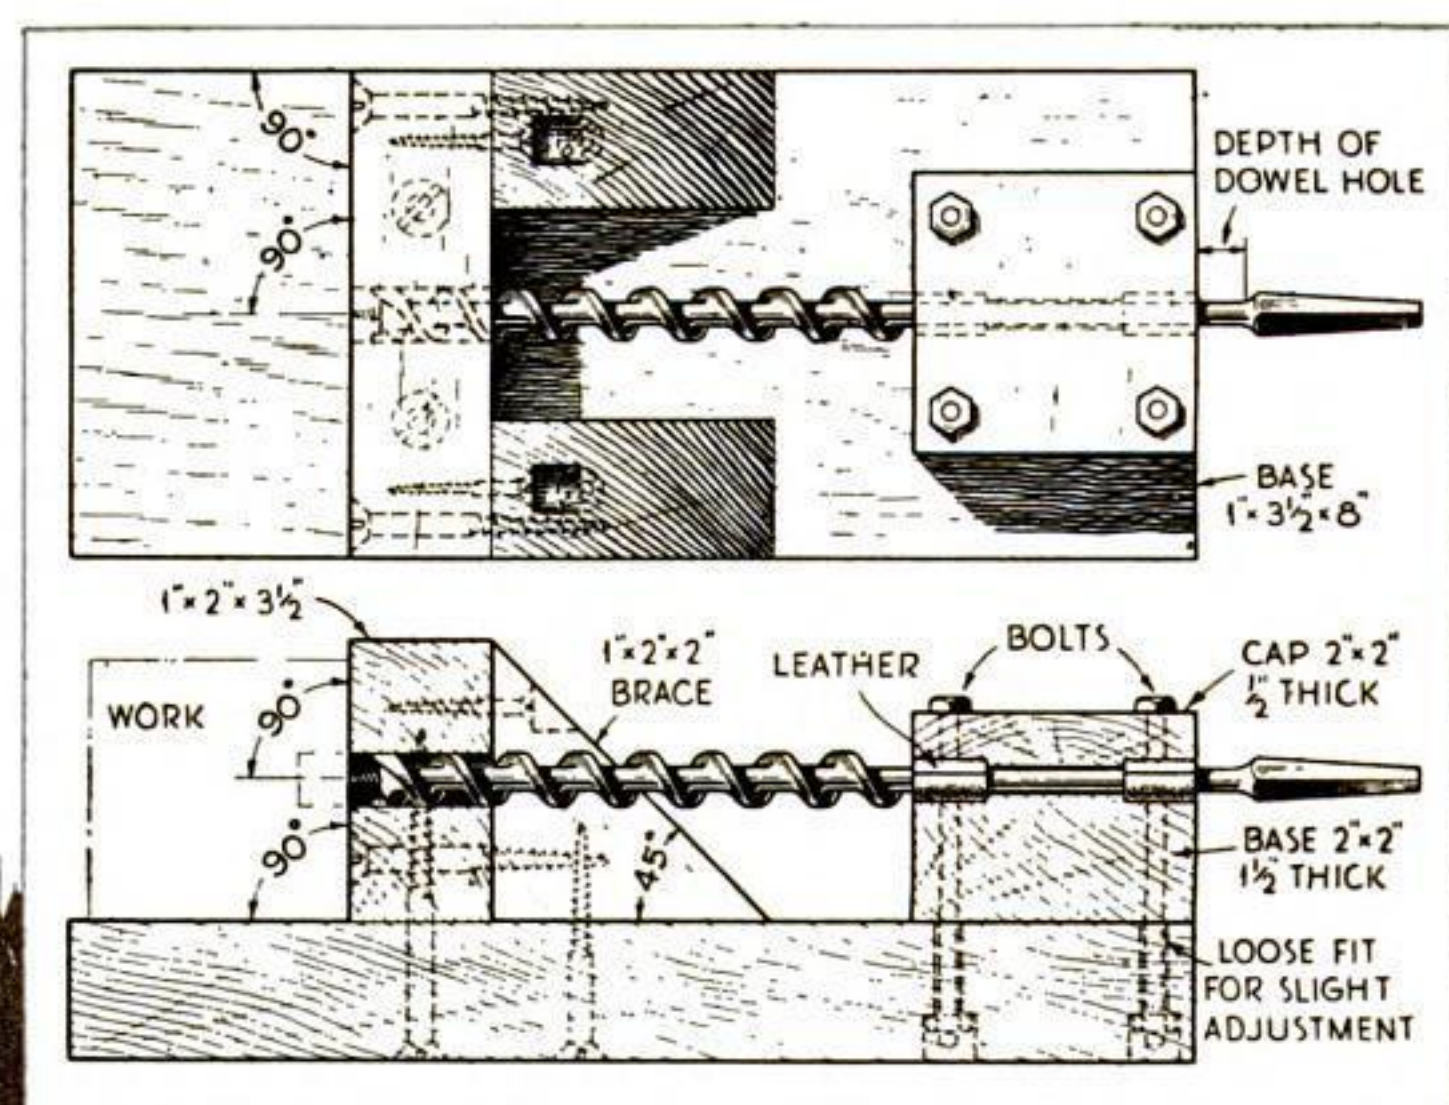 90°
90°
DEPTH OF
DOWEL HOLE
BASE
1"×3½"×8"
1"×2"×3½"
WORK
90°
90°
1"×2"×2"
BRACE
45°
LEATHER
BOLTS
CAP 2"×2"
½" THICK
BASE 2"×2"
1½" THICK
LOOSE FIT
FOR SLIGHT
ADJUSTMENT